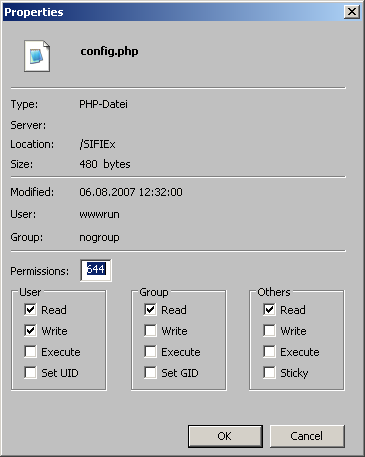 Properties
config.php
Type: PHP-Datei
Server:
Location: /SIFIEx
Size: 480 bytes
Modified: 06.08.2007 12:32:00
User: wwwrun
Group: nogroup
Permissions: 644
User Group Others
Read Read Read
Write Write Write
Execute Execute Execute
Set UID Set GID Sticky
OK Cancel